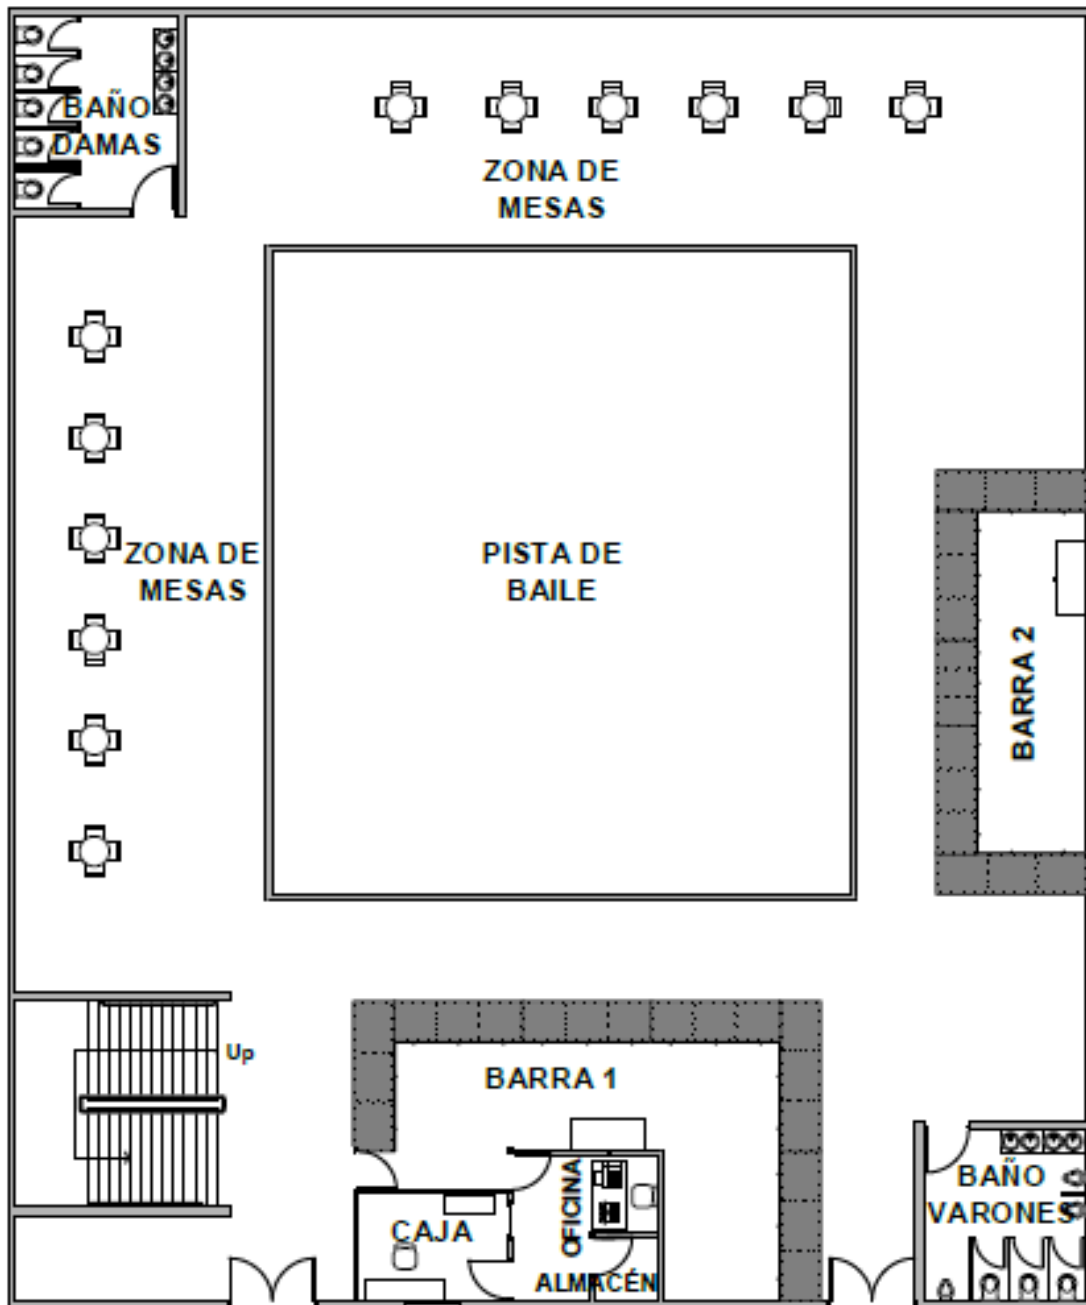 BAÑO
DAMAS
ZONA DE
MESAS
ZONA DE
MESAS
PISTA DE
BAILE
BARRA 2
Up
BARRA 1
OFICINA
CAJA
ALMACÉN
BAÑO
VARONES